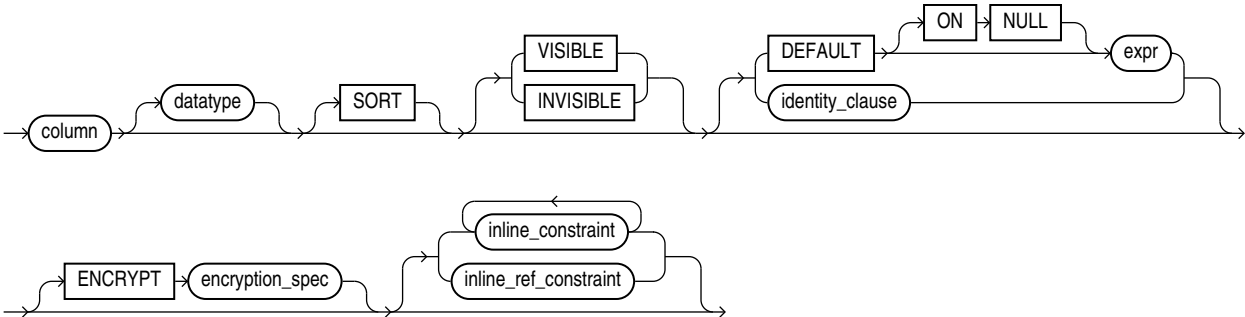 ON NULL
VISIBLE DEFAULT expr
datatype SORT INVISIBLE identity_clause
column
inline_constraint
ENCRYPT encryption_spec inline_ref_constraint